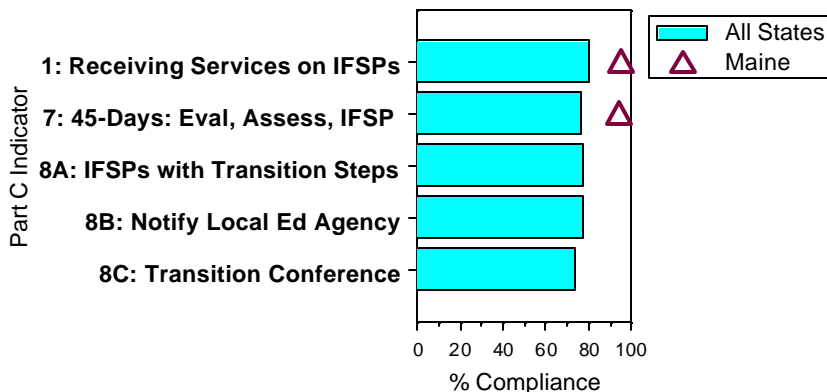 All States
Maine
Part C Indicator
1: Receiving Services on IFSPs
7: 45-Days: Eval, Assess, IFSP
8A: IFSPs with Transition Steps
8B: Notify Local Ed Agency
8C: Transition Conference
0 20 40 60 80 100
% Compliance